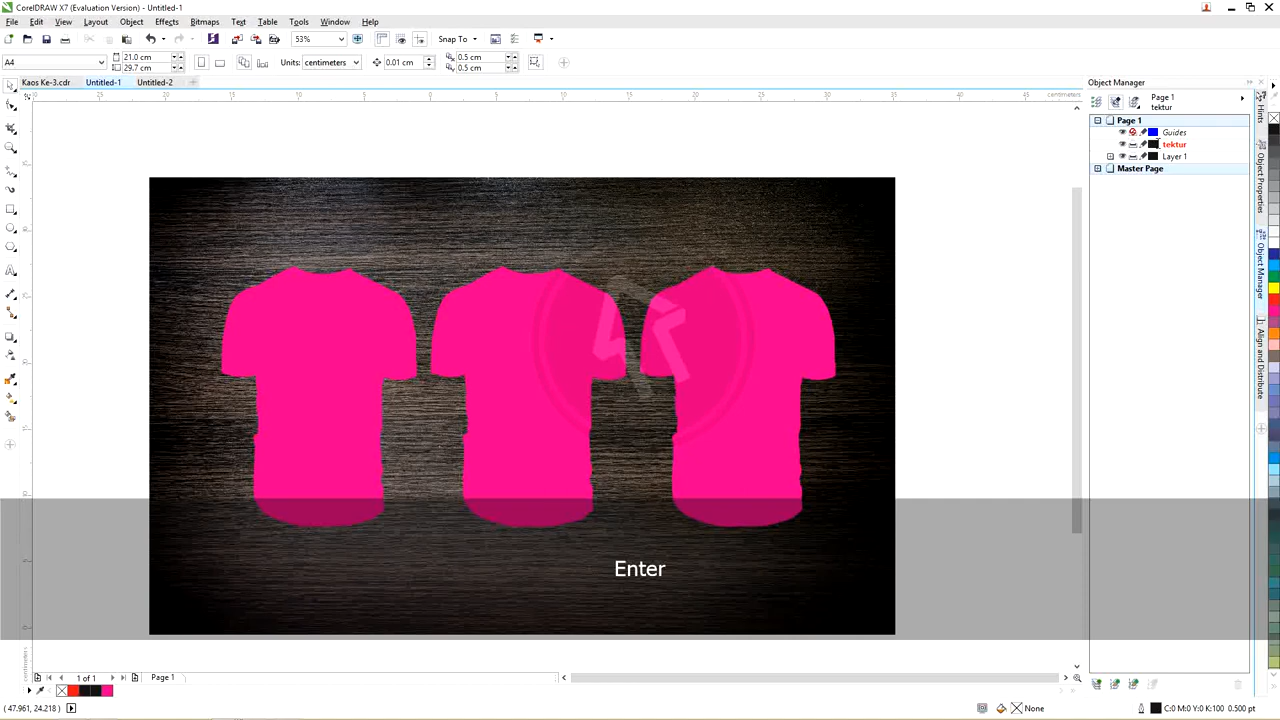 CorelDRAW X7 (Evaluation Version) - Untitled-1
File Edit View Layout Object Effects Bitmaps Text Table Tools Window Help
53% Snap To
A4 21.0 cm 29.7 cm Units: centimeters 0.01 cm 0.5 cm 0.5 cm
Kaos Ke-3.cdr Untitled-1 Untitled-2
centimeters
Object Manager
Page 1
tektur
Page 1
Guides
tektur
Layer 1
Master Page
Hints
Object Properties
Object Manager
Align and Distribute
Enter
1 of 1 Page 1
(47.961, 24.218) None C:0 M:0 Y:0 K:100 0.500 pt